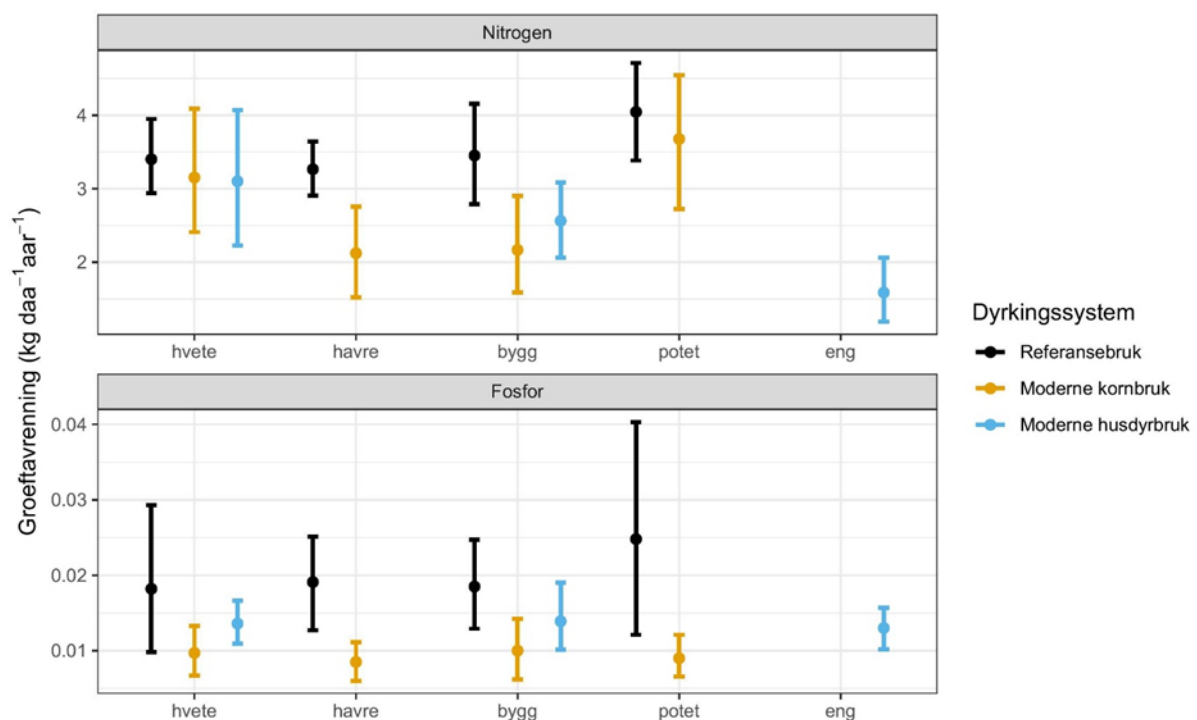 Nitrogen
4
3
2
hvete havre bygg potet eng
Fosfor
0.04
0.03
0.02
0.01
hvete havre bygg potet eng
Groeftavrenning (kg daa⁻¹aar⁻¹)
Dyrkingssystem
Referansebruk
Moderne kornbruk
Moderne husdyrbruk